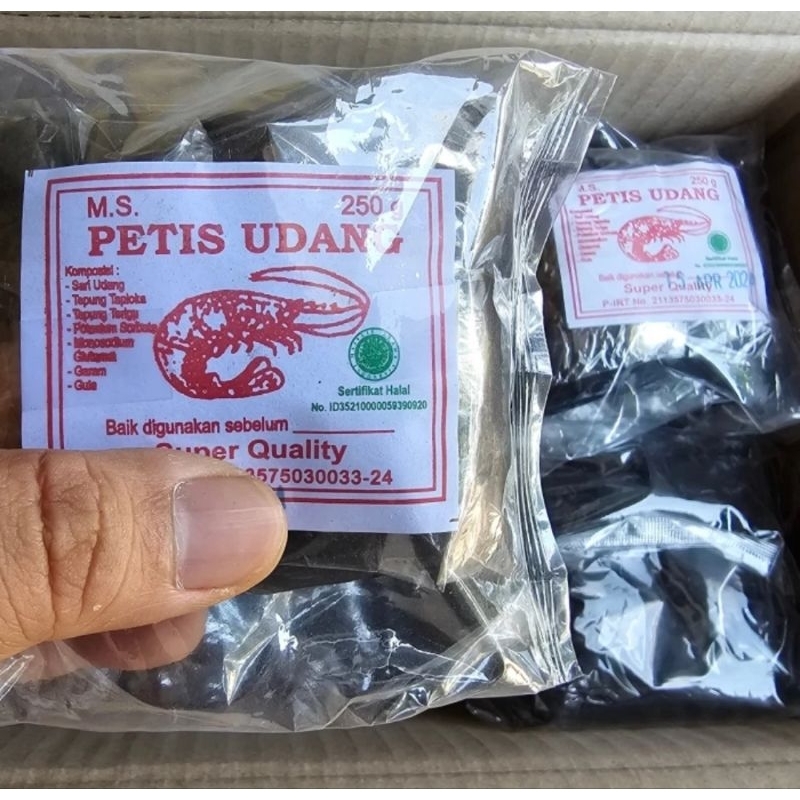 M.S. 250 g
PETIS UDANG
Komposisi :
- Sari Udang
- Tepung Tapioka
- Tepung Terigu
- Potasium Sorbate
- Monosodium
Glutamat
- Garam
- Gula
Sertifikat Halal
No. ID35210000059390920
Baik digunakan sebelum
Super Quality
3575030033-24
M.S. 250 g
PETIS UDANG
Sertifikat Halal
Baik digunakan
APR
Super Quality
P-IRT No. 2113575030033-24